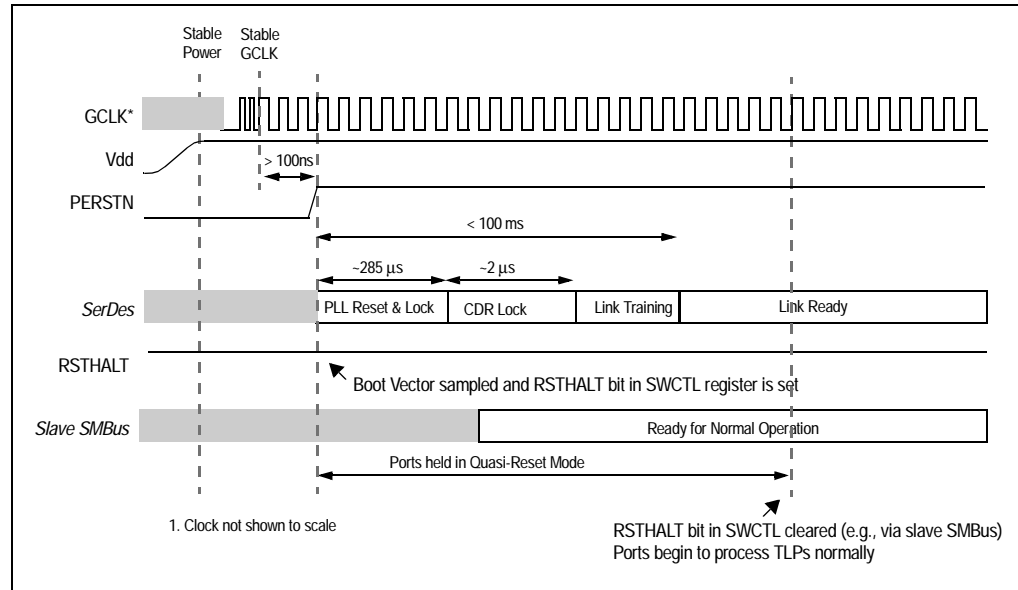 Stable Power
Stable GCLK
GCLK*
Vdd
> 100ns
PERSTN
< 100 ms
~285 μs
~2 μs
SerDes
PLL Reset & Lock
CDR Lock
Link Training
Link Ready
RSTHALT
Boot Vector sampled and RSTHALT bit in SWCTL register is set
Slave SMBus
Ready for Normal Operation
Ports held in Quasi-Reset Mode
1. Clock not shown to scale
RSTHALT bit in SWCTL cleared (e.g., via slave SMBus)
Ports begin to process TLPs normally